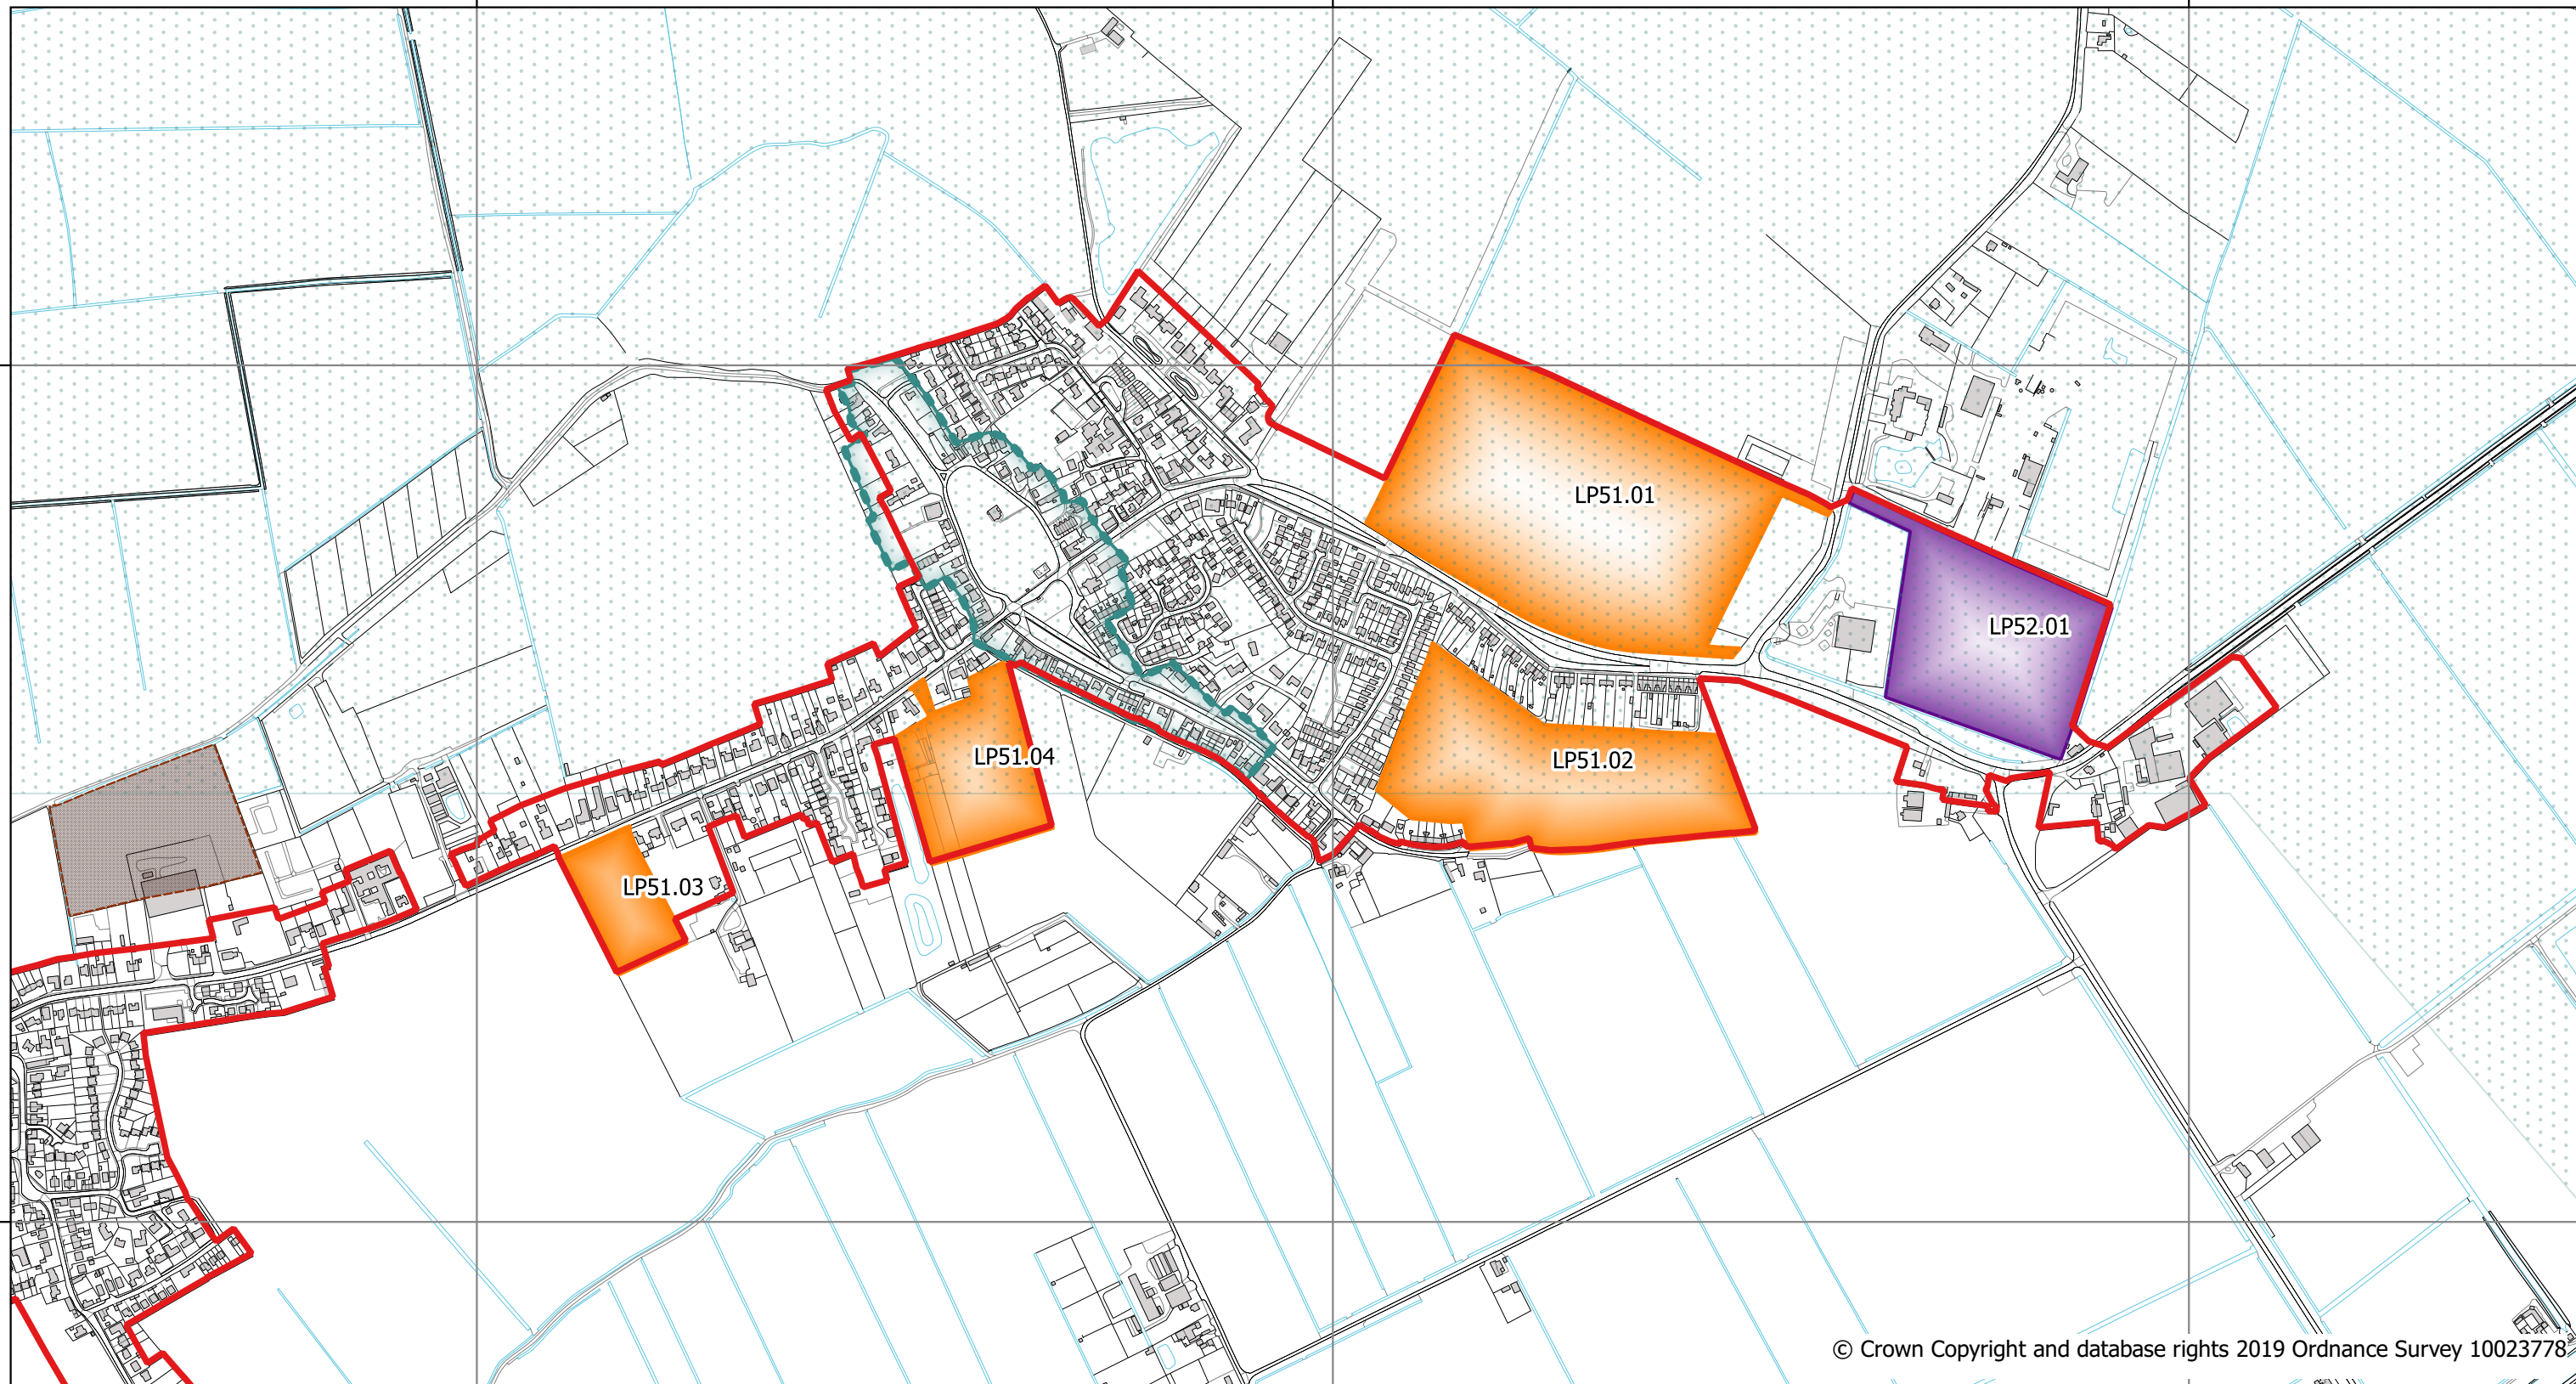 LP51.01
LP52.01
LP51.04
LP51.02
LP51.03
© Crown Copyright and database rights 2019 Ordnance Survey 10023778